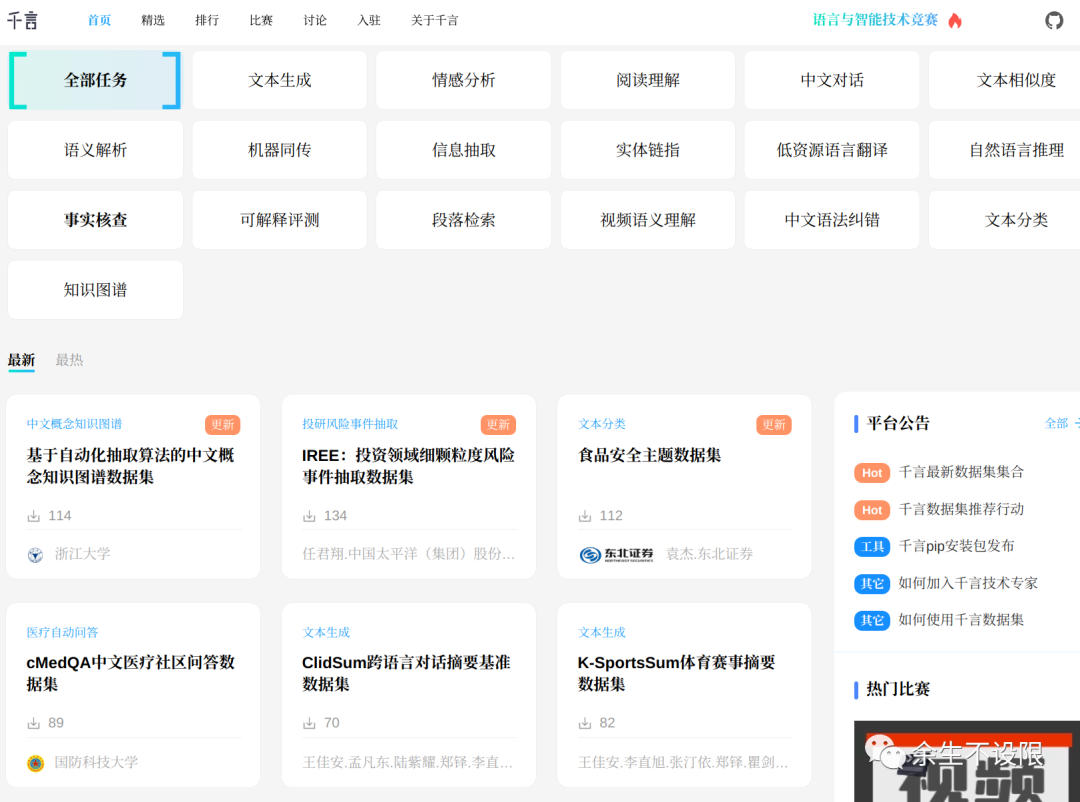 千言 首页 精选 排行 比赛 讨论 入驻 关于千言 语言与智能技术竞赛
全部任务 文本生成 情感分析 阅读理解 中文对话 文本相似度
语义解析 机器同传 信息抽取 实体链指 低资源语言翻译 自然语言推理
事实核查 可解释评测 段落检索 视频语义理解 中文语法纠错 文本分类
知识图谱
最新 最热
中文概念知识图谱 更新
基于自动化抽取算法的中文概
念知识图谱数据集
114
浙江大学
投研风险事件抽取 更新
IREE：投资领域细颗粒度风险
事件抽取数据集
134
任君翔.中国太平洋（集团）股份...
文本分类 更新
食品安全主题数据集
112
东北证券 袁杰.东北证券
医疗自动问答
cMedQA中文医疗社区问答数
据集
89
国防科技大学
文本生成
ClidSum跨语言对话摘要基准
数据集
70
王佳安.孟凡东.陆紫耀.郑铎.李直...
文本生成
K-SportsSum体育赛事摘要
数据集
82
王佳安.李直旭.张汀依.郑铎.瞿剑...
平台公告 全部
Hot 千言最新数据集集合
Hot 千言数据集推荐行动
工具 千言pip安装包发布
其它 如何加入千言技术专家
其它 如何使用千言数据集
热门比赛
余生不设限
视频